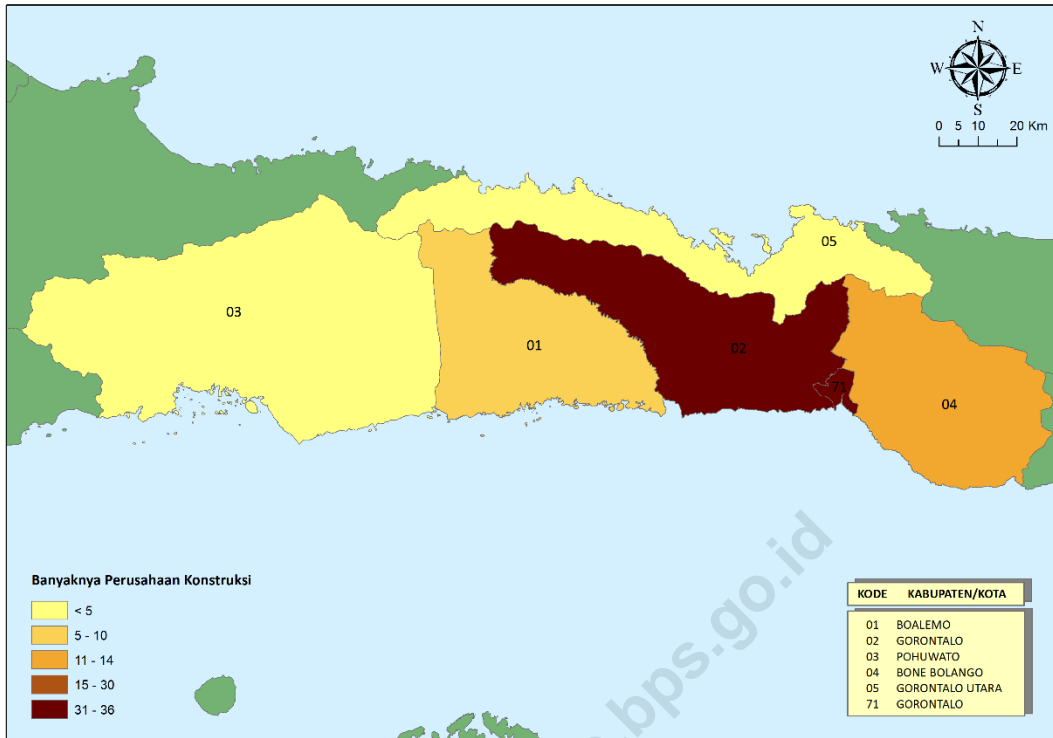 N
W E
S
0 5 10 20 Km
05
03
01
02
71
04
Banyaknya Perusahaan Konstruksi
< 5
5 - 10
11 - 14
15 - 30
31 - 36
KODE KABUPATEN/KOTA
01 BOALEMO
02 GORONTALO
03 POHUWATO
04 BONE BOLANGO
05 GORONTALO UTARA
71 GORONTALO
.bps.go.id